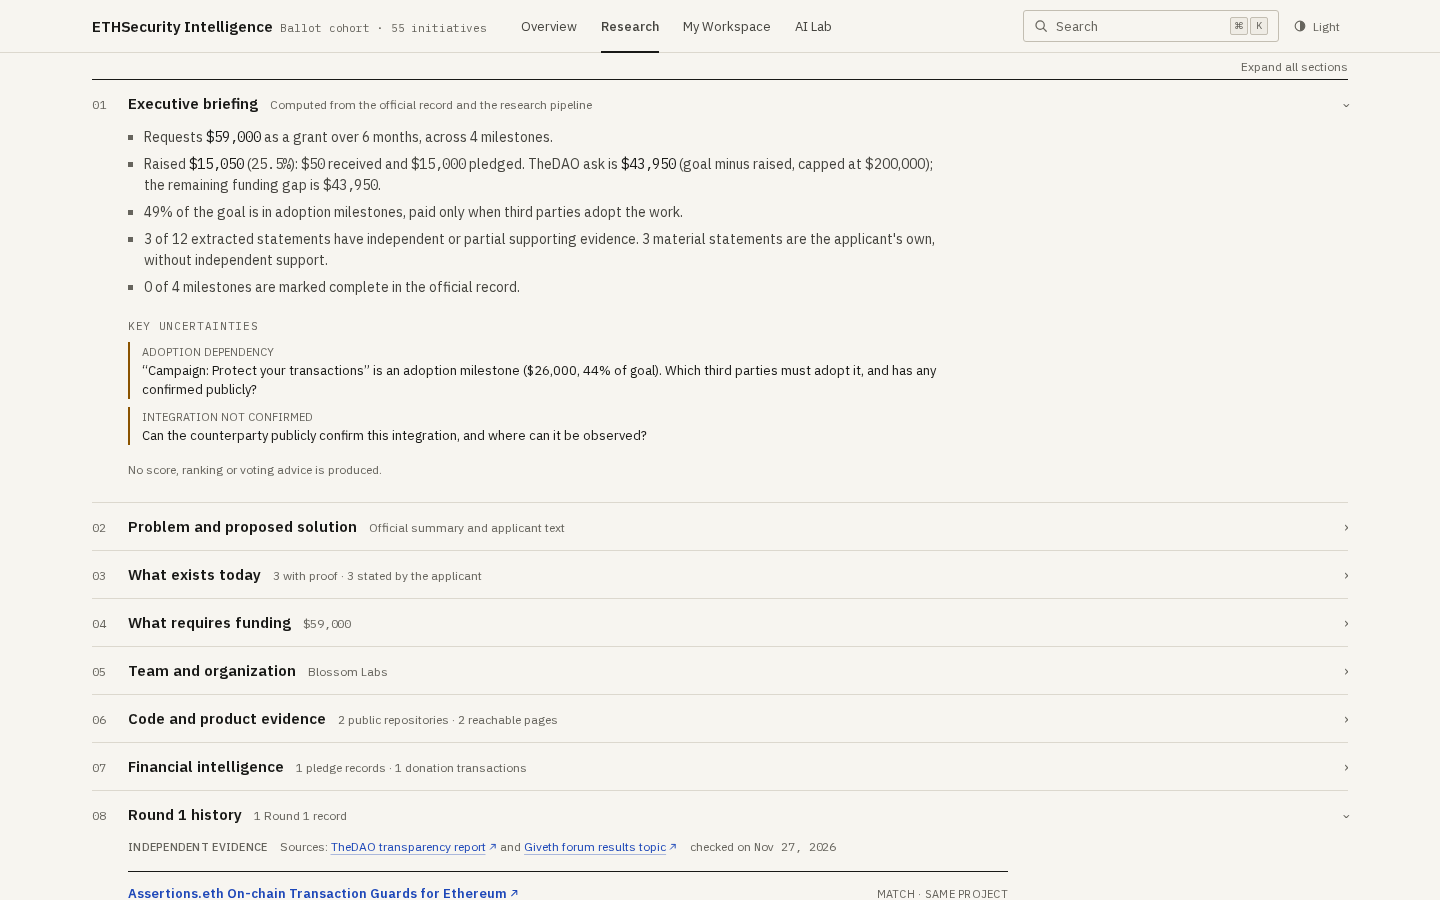 ETHSecurity Intelligence Ballot cohort · 55 initiatives Overview Research My Workspace AI Lab Search ⌘ K Light
Expand all sections
01 Executive briefing Computed from the official record and the research pipeline
Requests $59,000 as a grant over 6 months, across 4 milestones.
Raised $15,050 (25.5%): $50 received and $15,000 pledged. TheDAO ask is $43,950 (goal minus raised, capped at $200,000);
the remaining funding gap is $43,950.
49% of the goal is in adoption milestones, paid only when third parties adopt the work.
3 of 12 extracted statements have independent or partial supporting evidence. 3 material statements are the applicant's own,
without independent support.
0 of 4 milestones are marked complete in the official record.
KEY UNCERTAINTIES
ADOPTION DEPENDENCY
“Campaign: Protect your transactions” is an adoption milestone ($26,000, 44% of goal). Which third parties must adopt it, and has any
confirmed publicly?
INTEGRATION NOT CONFIRMED
Can the counterparty publicly confirm this integration, and where can it be observed?
No score, ranking or voting advice is produced.
02 Problem and proposed solution Official summary and applicant text
03 What exists today 3 with proof · 3 stated by the applicant
04 What requires funding $59,000
05 Team and organization Blossom Labs
06 Code and product evidence 2 public repositories · 2 reachable pages
07 Financial intelligence 1 pledge records · 1 donation transactions
08 Round 1 history 1 Round 1 record
INDEPENDENT EVIDENCE Sources: TheDAO transparency report ↗ and Giveth forum results topic ↗ checked on Nov 27, 2026
Assertions.eth On-chain Transaction Guards for Ethereum ↗ MATCH · SAME PROJECT